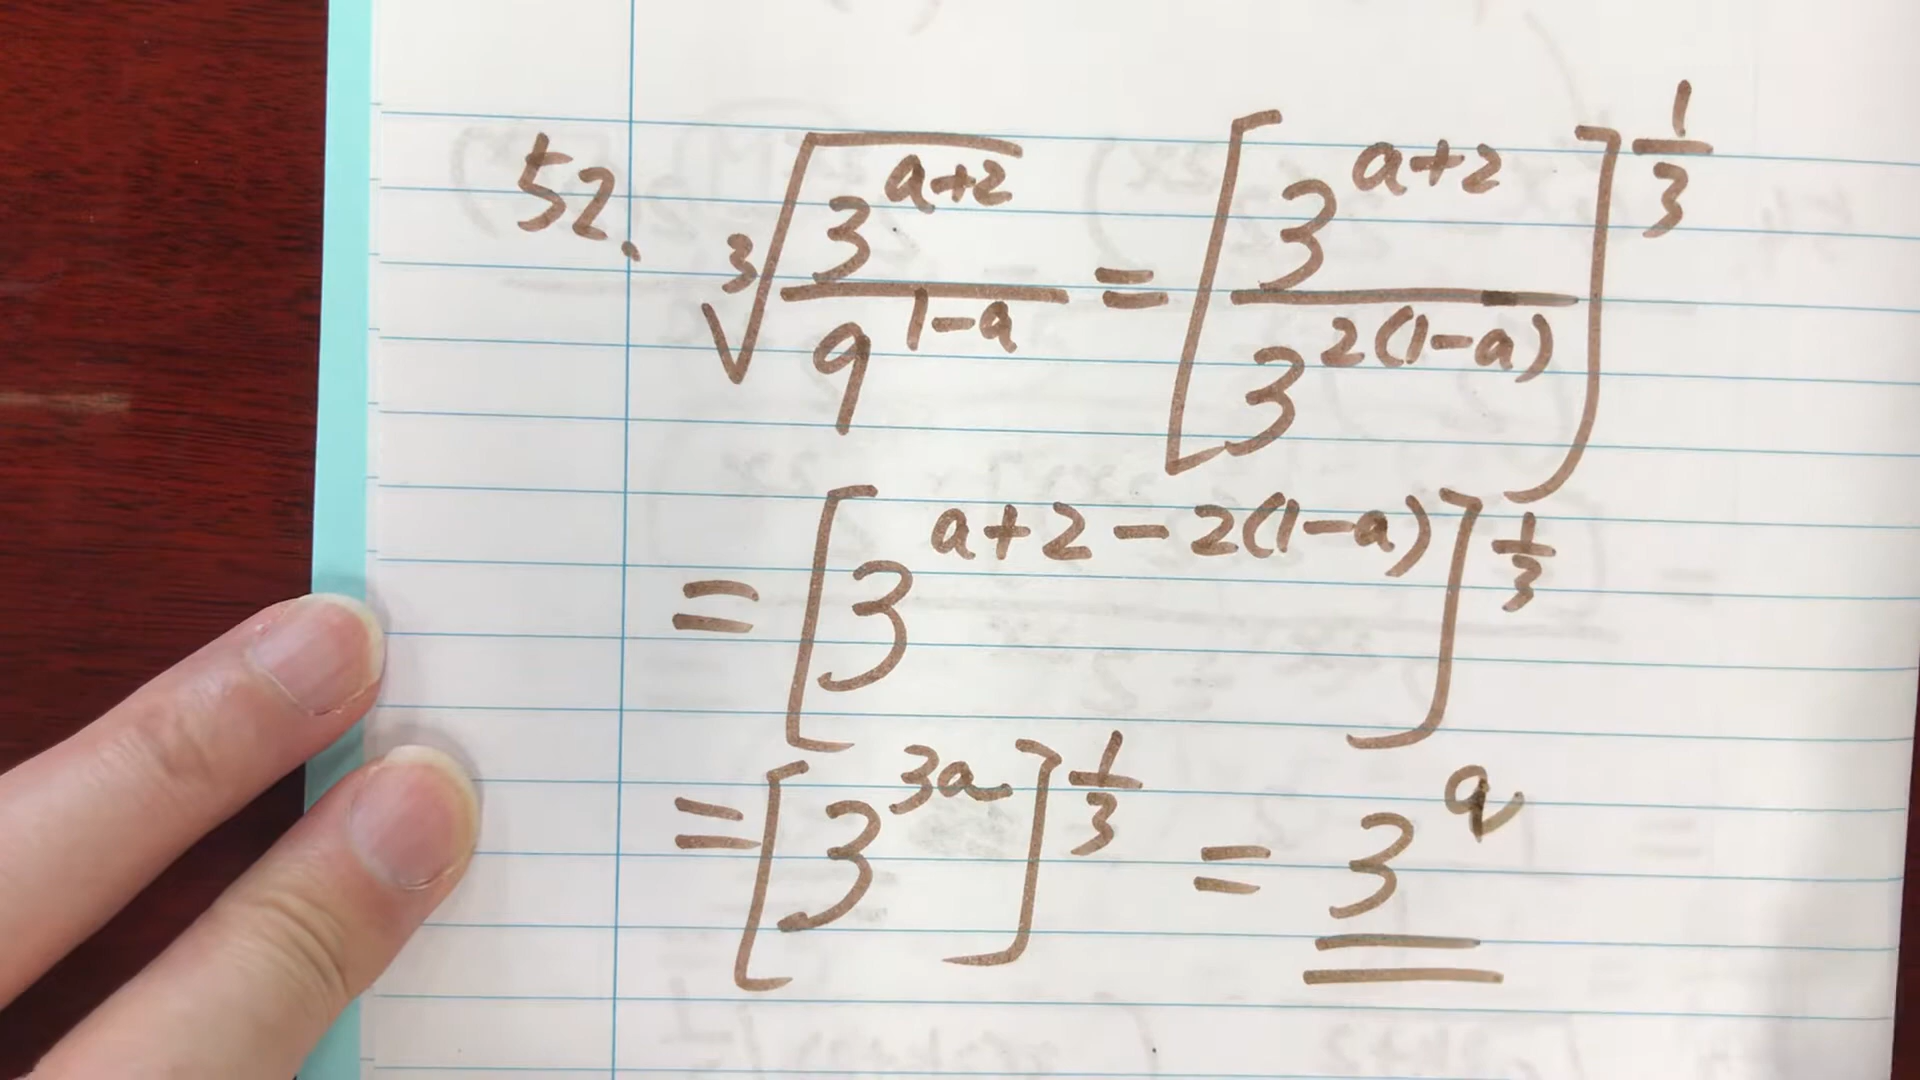 52. ∛(3^(a+2) / 9^(1-a)) = [3^(a+2) / 3^(2(1-a))]^(1/3)
= [3^(a+2-2(1-a))]^(1/3)
= [3^(3a)]^(1/3) = 3^a